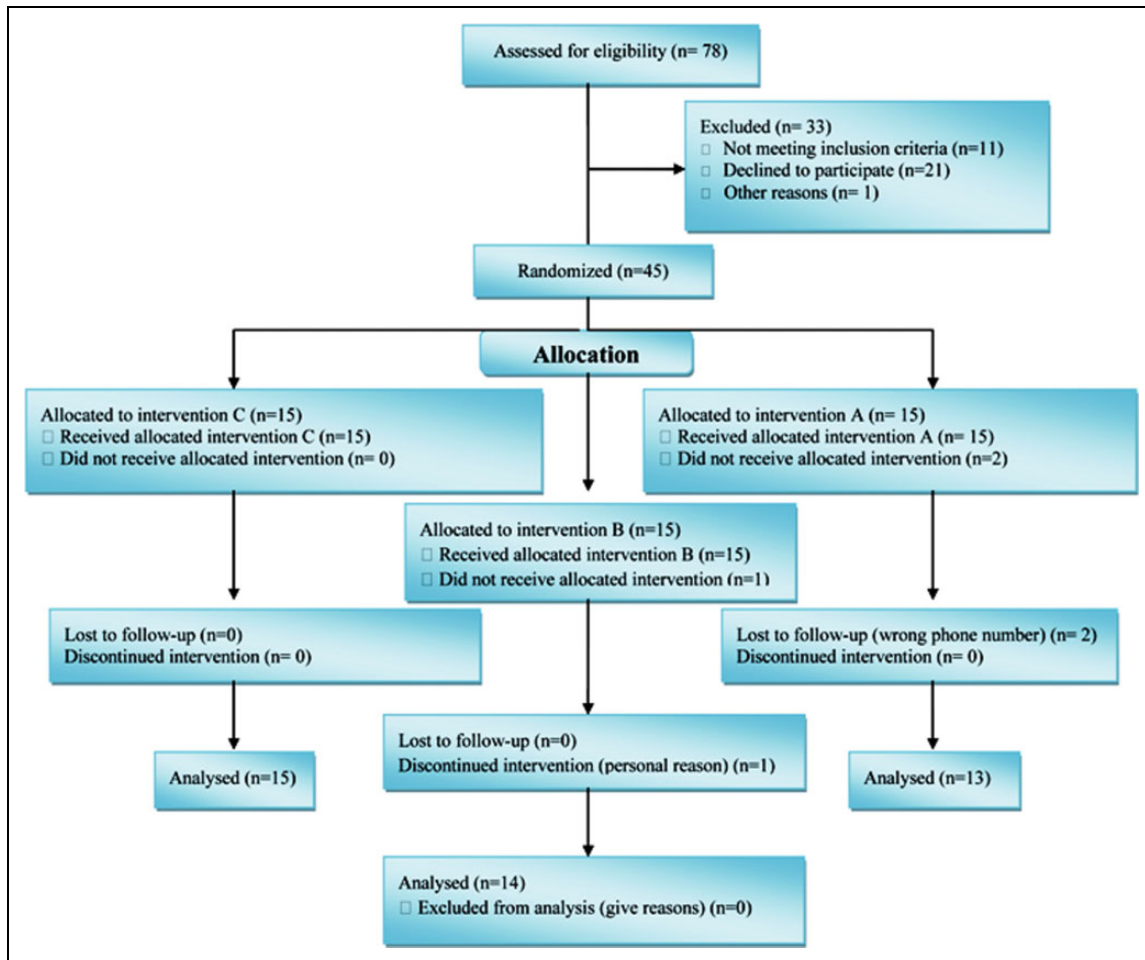 Assessed for eligibility (n= 78)
Excluded (n= 33)
□ Not meeting inclusion criteria (n=11)
□ Declined to participate (n=21)
□ Other reasons (n= 1)
Randomized (n=45)
Allocation
Allocated to intervention C (n=15)
□ Received allocated intervention C (n=15)
□ Did not receive allocated intervention (n= 0)
Allocated to intervention A (n= 15)
□ Received allocated intervention A (n= 15)
□ Did not receive allocated intervention (n=2)
Allocated to intervention B (n=15)
□ Received allocated intervention B (n=15)
□ Did not receive allocated intervention (n=1)
Lost to follow-up (n=0)
Discontinued intervention (n= 0)
Lost to follow-up (wrong phone number) (n= 2)
Discontinued intervention (n= 0)
Lost to follow-up (n=0)
Discontinued intervention (personal reason) (n=1)
Analysed (n=15)
Analysed (n=13)
Analysed (n=14)
□ Excluded from analysis (give reasons) (n=0)